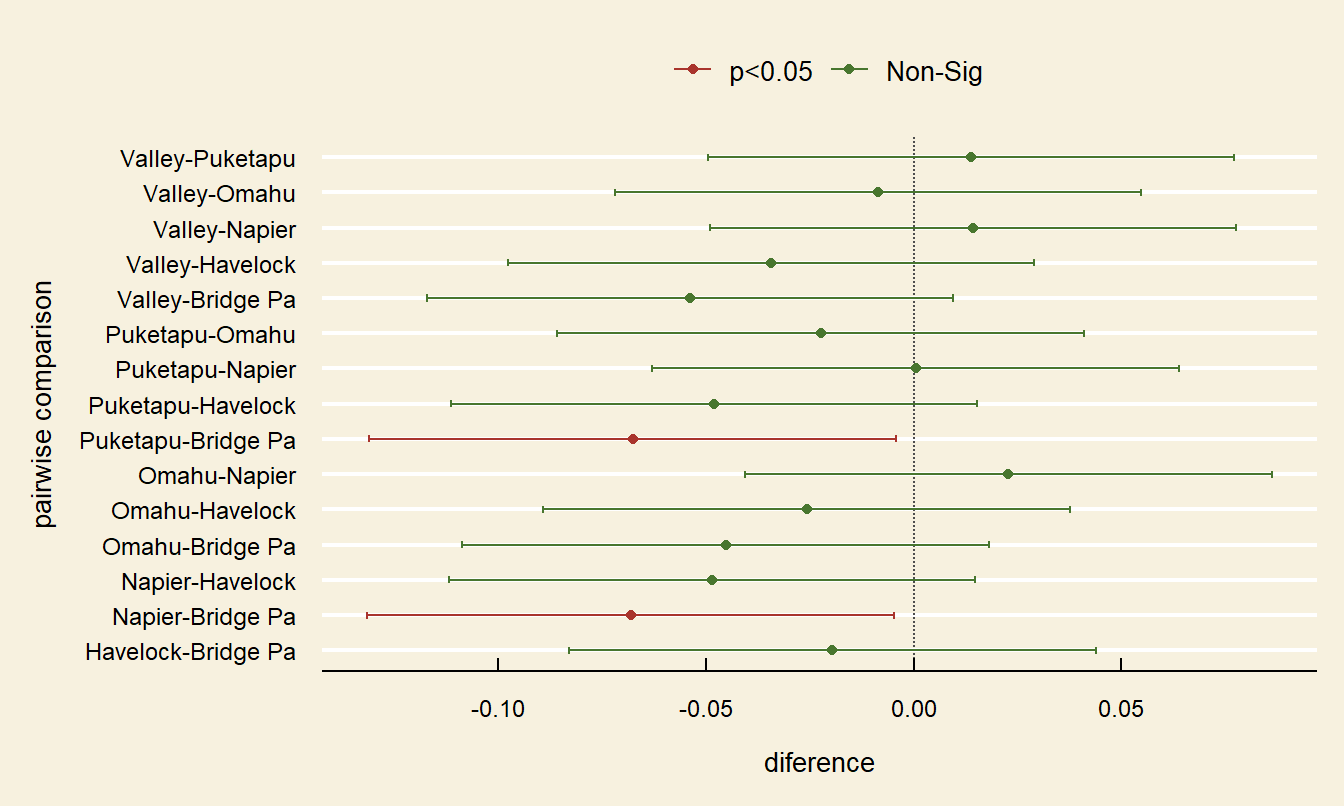 p<0.05 Non-Sig
Valley-Puketapu
Valley-Omahu
Valley-Napier
Valley-Havelock
Valley-Bridge Pa
Puketapu-Omahu
Puketapu-Napier
Puketapu-Havelock
Puketapu-Bridge Pa
Omahu-Napier
Omahu-Havelock
Omahu-Bridge Pa
Napier-Havelock
Napier-Bridge Pa
Havelock-Bridge Pa
pairwise comparison
-0.10 -0.05 0.00 0.05
diference